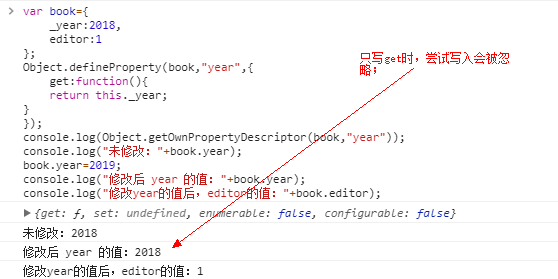 > var book={
_year:2018,
editor:1
};
Object.defineProperty(book,"year",{
get:function(){
return this._year;
}
});
console.log(Object.getOwnPropertyDescriptor(book,"year"));
console.log("未修改："+book.year);
book.year=2019;
console.log("修改后 year 的值："+book.year);
console.log("修改year的值后，editor的值："+book.editor);
只写get时，尝试写入会被忽
略；
▶ {get: ƒ, set: undefined, enumerable: false, configurable: false}
未修改：2018
修改后 year 的值：2018
修改year的值后，editor的值：1